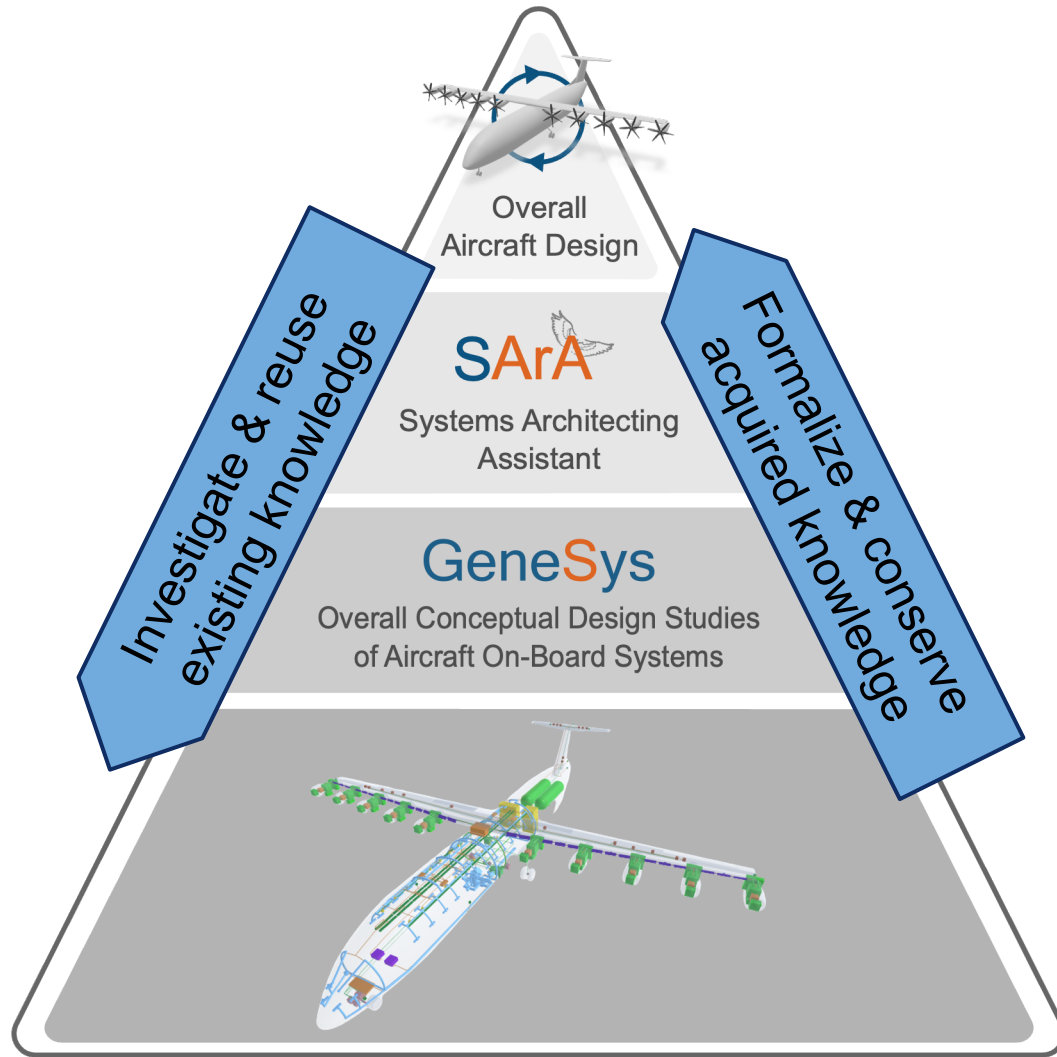 Overall
Aircraft Design
SArA
Systems Architecting
Assistant
GeneSys
Overall Conceptual Design Studies
of Aircraft On-Board Systems
Investigate & reuse
existing knowledge
Formalize & conserve
acquired knowledge